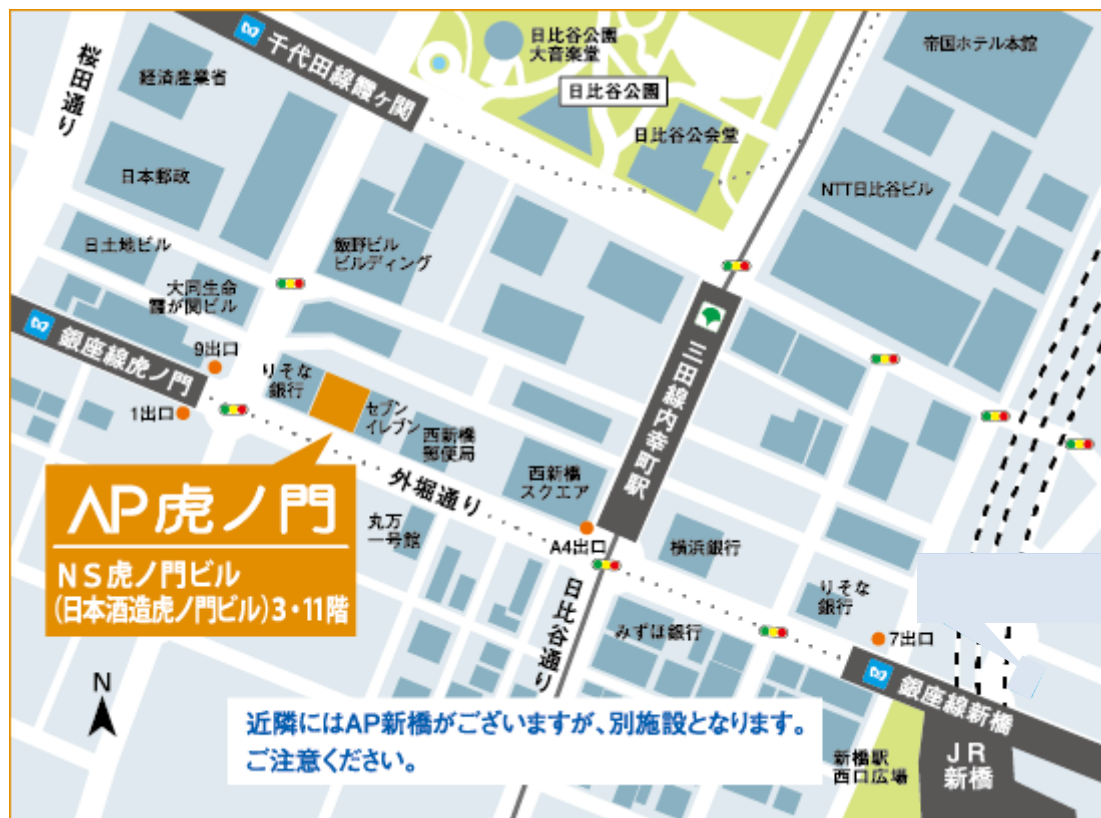 桜田通り
経済産業省
千代田線霞ヶ関
日比谷公園
大音楽堂
日比谷公園
日比谷公会堂
帝国ホテル本館
日本郵政
NTT日比谷ビル
日土地ビル
飯野ビル
ビルディング
大同生命
霞が関ビル
銀座線虎ノ門
9出口
1出口
りそな
銀行
セブン
イレブン
西新橋
郵便局
三田線内幸町駅
外堀通り
西新橋
スクエア
AP虎ノ門
NS虎ノ門ビル
(日本酒造虎ノ門ビル)3・11階
丸万
一号館
A4出口
横浜銀行
日比谷通り
りそな
銀行
みずほ銀行
7出口
銀座線新橋
N
近隣にはAP新橋がございますが、別施設となります。
ご注意ください。
新橋駅
西口広場
JR
新橋